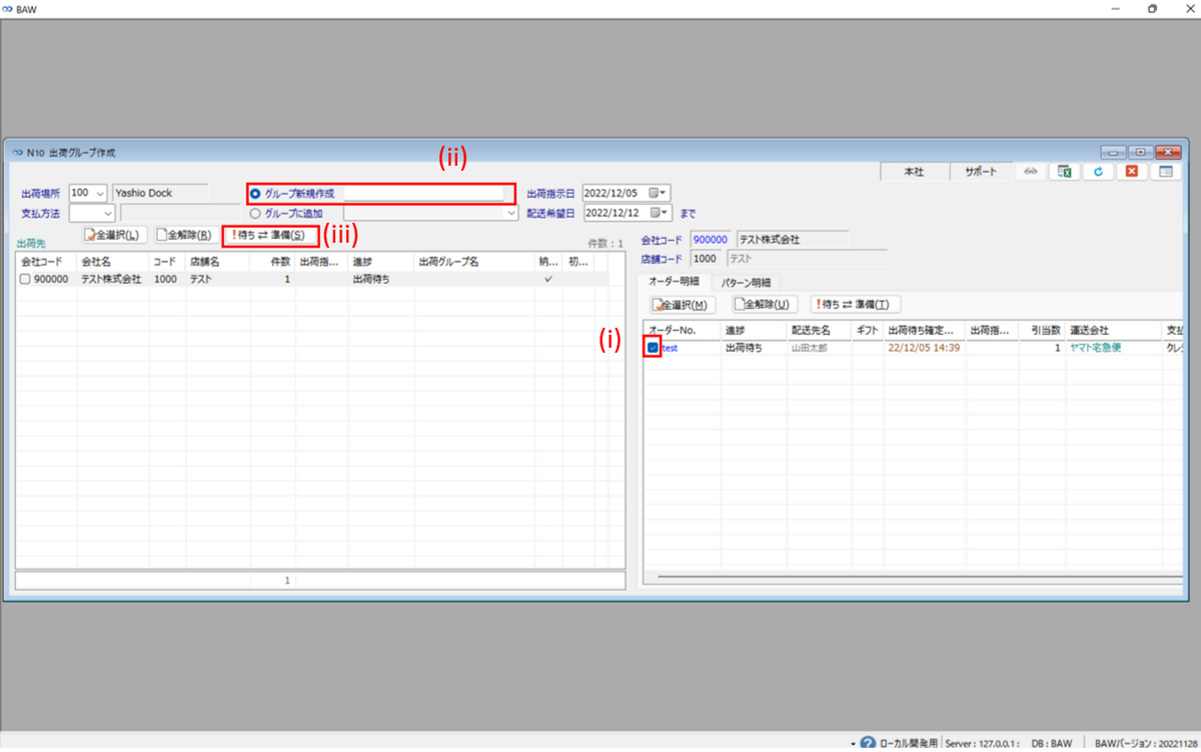 BAW
N10 出荷グループ作成
(ii)
本社 サポート
出荷場所 100 Yashio Dock グループ新規作成 出荷指示日 2022/12/05
支払方法 グループに追加 配送希望日 2022/12/12 まで
全選択(L) 全解除(R) !待ち ⇄ 準備(S) (iii)
出荷先 件数 : 1
会社コード 900000 テスト株式会社
店舗コード 1000 テスト
会社コード 会社名 コード 店舗名 件数 出荷指... 進捗 出荷グループ名 納... 初...
900000 テスト株式会社 1000 テスト 1 出荷待ち ✓
オーダー明細 パターン明細
全選択(M) 全解除(U) !待ち ⇄ 準備(T)
(i)
オーダーNo. 進捗 配送先名 ギフト 出荷待ち確定... 出荷指... 引当数 運送会社 支払
test 出荷待ち 山田太郎 22/12/05 14:39 1 ヤマト宅急便 クレ
1
ローカル開発用 Server : 127.0.0.1 : DB : BAW BAWバージョン : 20221128